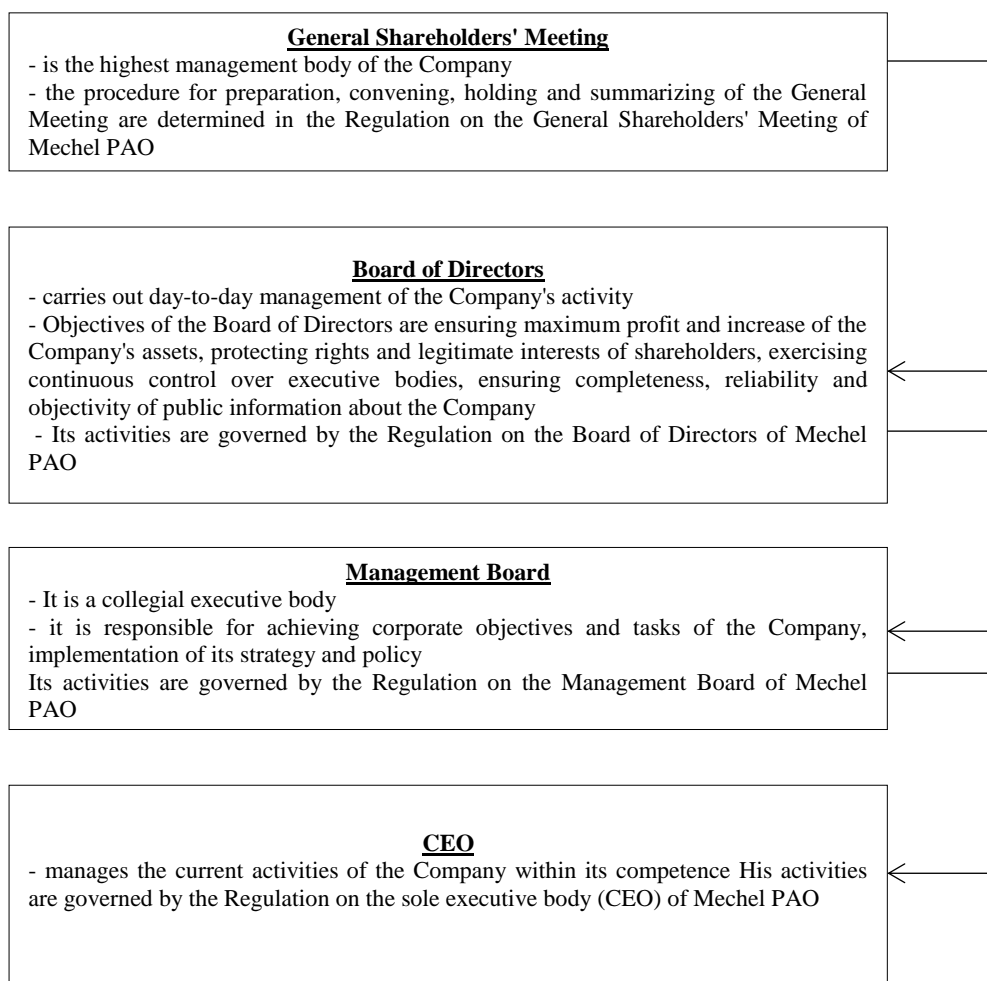 General Shareholders' Meeting
- is the highest management body of the Company
- the procedure for preparation, convening, holding and summarizing of the General
Meeting are determined in the Regulation on the General Shareholders' Meeting of
Mechel PAO
Board of Directors
- carries out day-to-day management of the Company's activity
- Objectives of the Board of Directors are ensuring maximum profit and increase of the
Company's assets, protecting rights and legitimate interests of shareholders, exercising
continuous control over executive bodies, ensuring completeness, reliability and
objectivity of public information about the Company
- Its activities are governed by the Regulation on the Board of Directors of Mechel
PAO
Management Board
- It is a collegial executive body
- it is responsible for achieving corporate objectives and tasks of the Company,
implementation of its strategy and policy
Its activities are governed by the Regulation on the Management Board of Mechel
PAO
CEO
- manages the current activities of the Company within its competence His activities
are governed by the Regulation on the sole executive body (CEO) of Mechel PAO